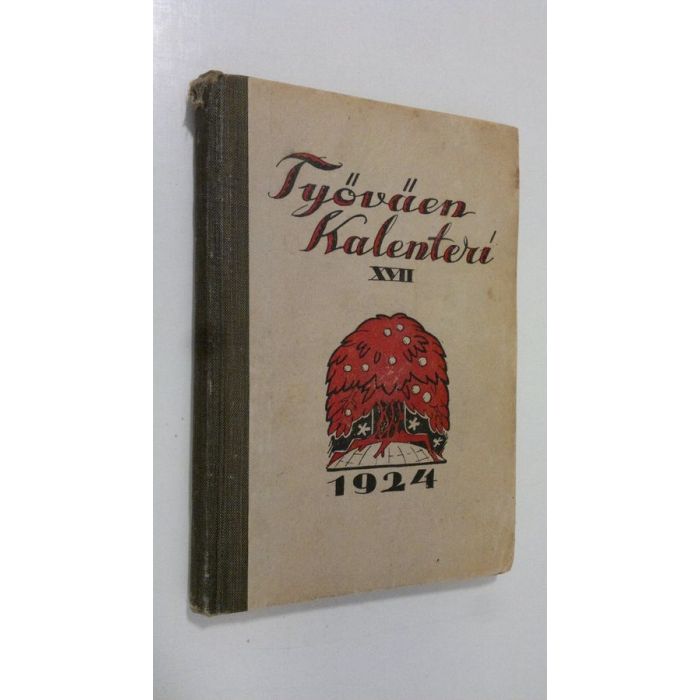 Työväen
Kalenteri
XVII
1924